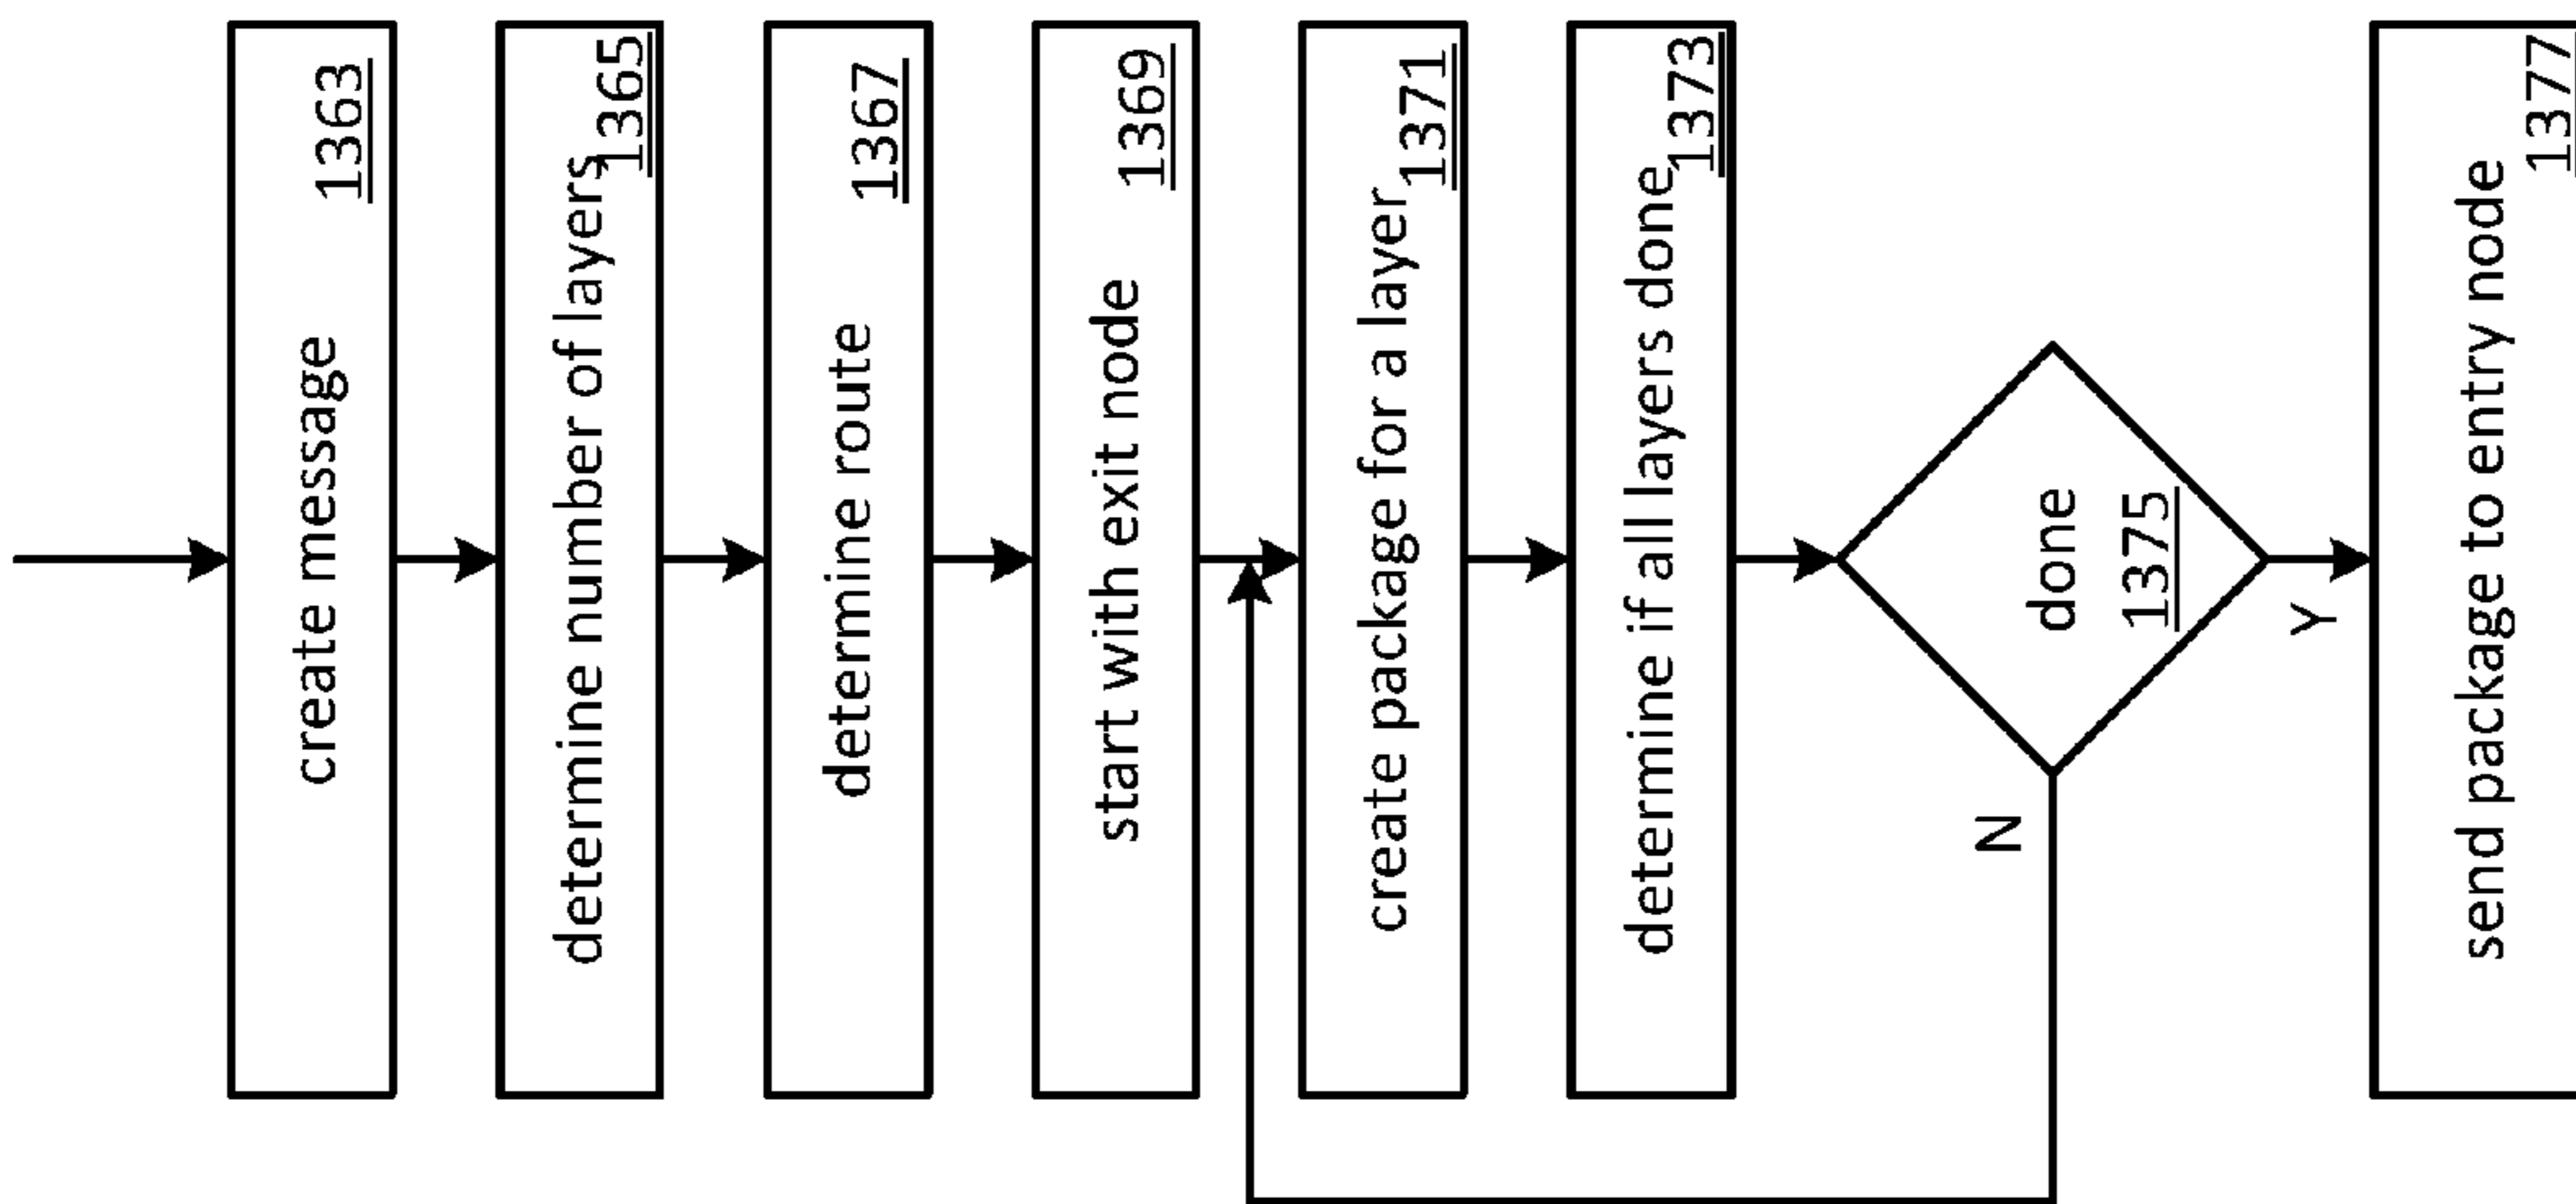 create message
1363
determine number of layers
1365
determine route
1367
start with exit node
1369
create package for a layer
1371
determine if all layers done
1373
done
1375
N
Y
send package to entry node
1377